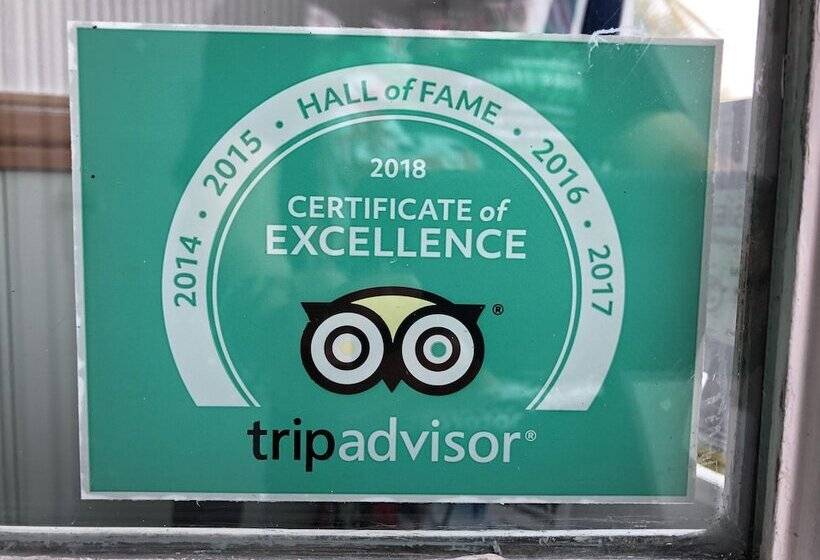 2014 • 2015 • HALL of FAME • 2016 • 2017
2018
CERTIFICATE of
EXCELLENCE
®
tripadvisor®